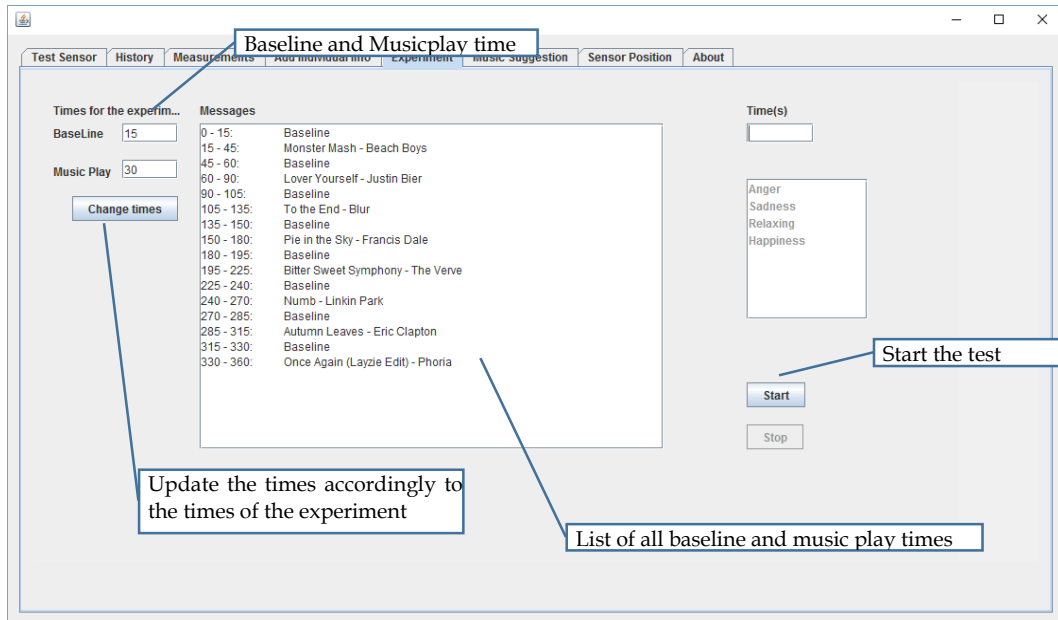 Baseline and Musicplay time
Test Sensor History Measurements Add Individual Info Experiment Music Suggestion Sensor Position About
Times for the experim...
BaseLine 15
Music Play 30
Change times
Messages
0 - 15: Baseline
15 - 45: Monster Mash - Beach Boys
45 - 60: Baseline
60 - 90: Lover Yourself - Justin Bier
90 - 105: Baseline
105 - 135: To the End - Blur
135 - 150: Baseline
150 - 180: Pie in the Sky - Francis Dale
180 - 195: Baseline
195 - 225: Bitter Sweet Symphony - The Verve
225 - 240: Baseline
240 - 270: Numb - Linkin Park
270 - 285: Baseline
285 - 315: Autumn Leaves - Eric Clapton
315 - 330: Baseline
330 - 360: Once Again (Layzie Edit) - Phoria
Time(s)
Anger
Sadness
Relaxing
Happiness
Start the test
Start
Stop
Update the times accordingly to
the times of the experiment
List of all baseline and music play times